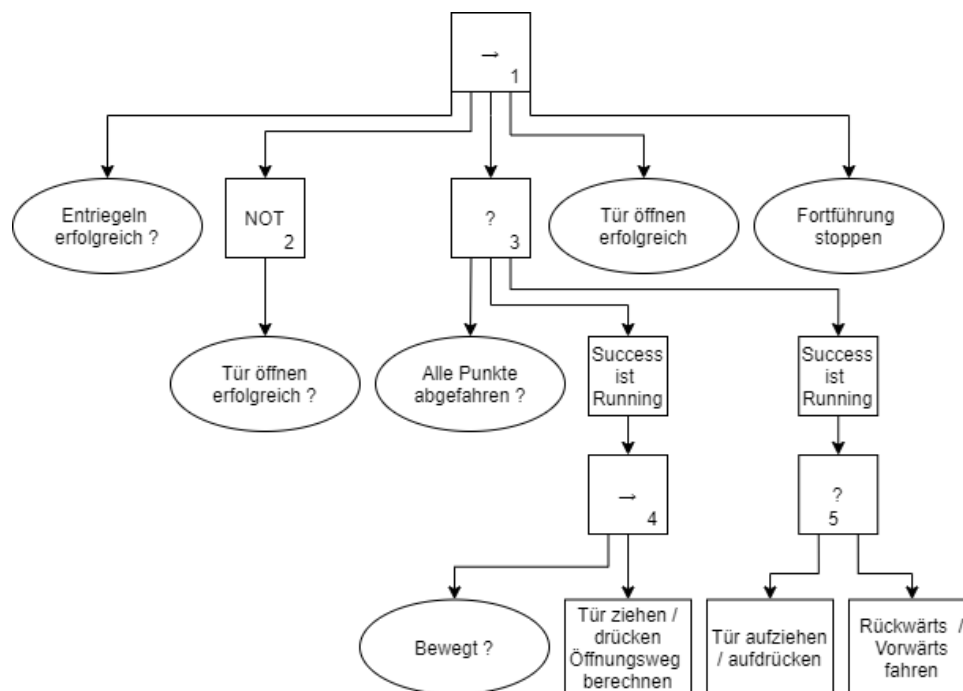 →
1
Entriegeln
erfolgreich ?
NOT
2
?
3
Tür öffnen
erfolgreich
Fortführung
stoppen
Tür öffnen
erfolgreich ?
Alle Punkte
abgefahren ?
Success
ist
Running
Success
ist
Running
→
4
?
5
Bewegt ?
Tür ziehen /
drücken
Öffnungsweg
berechnen
Tür aufziehen
/ aufdrücken
Rückwärts /
Vorwärts
fahren